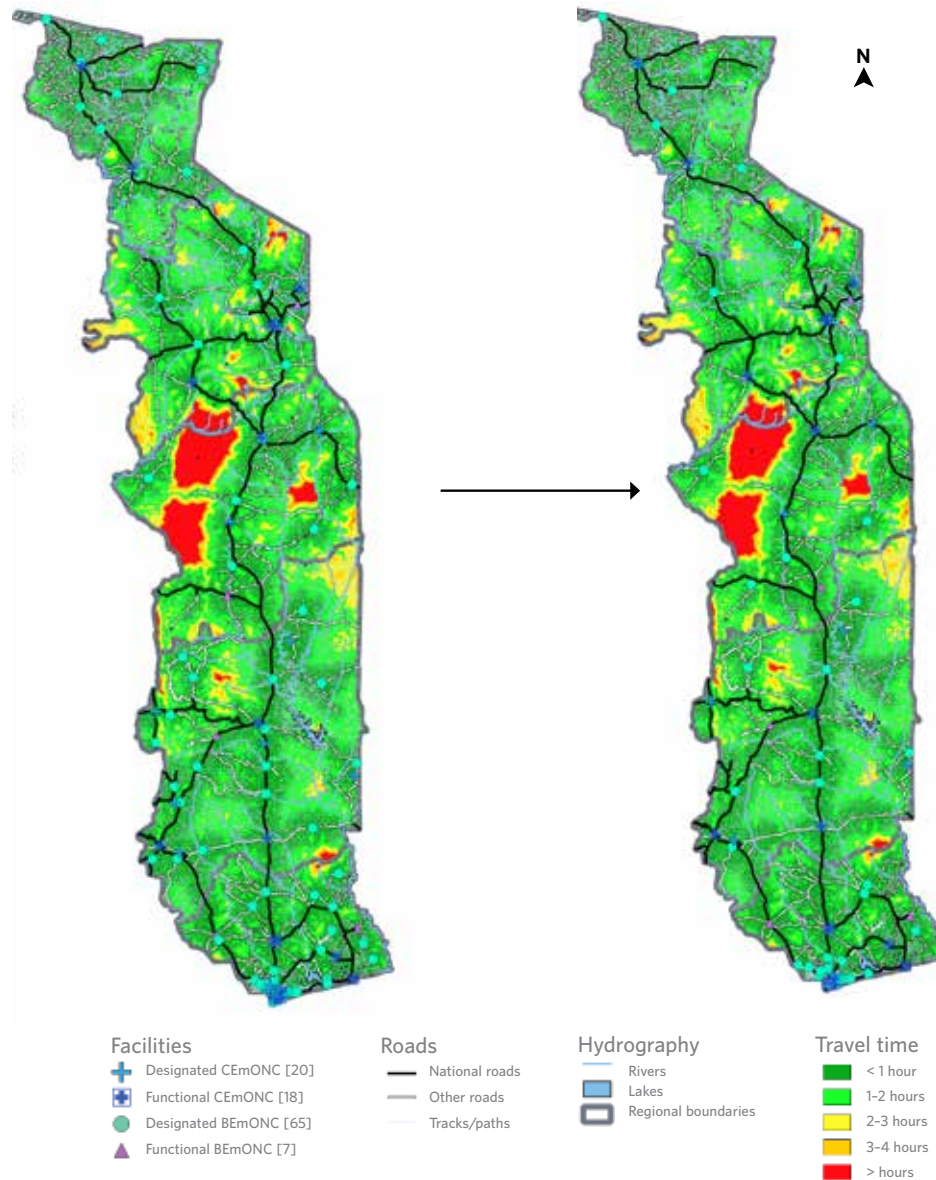 N
Facilities
Designated CEmONC [20]
Functional CEmONC [18]
Designated BEmONC [65]
Functional BEmONC [7]
Roads
National roads
Other roads
Tracks/paths
Hydrography
Rivers
Lakes
Regional boundaries
Travel time
< 1 hour
1–2 hours
2–3 hours
3–4 hours
> hours